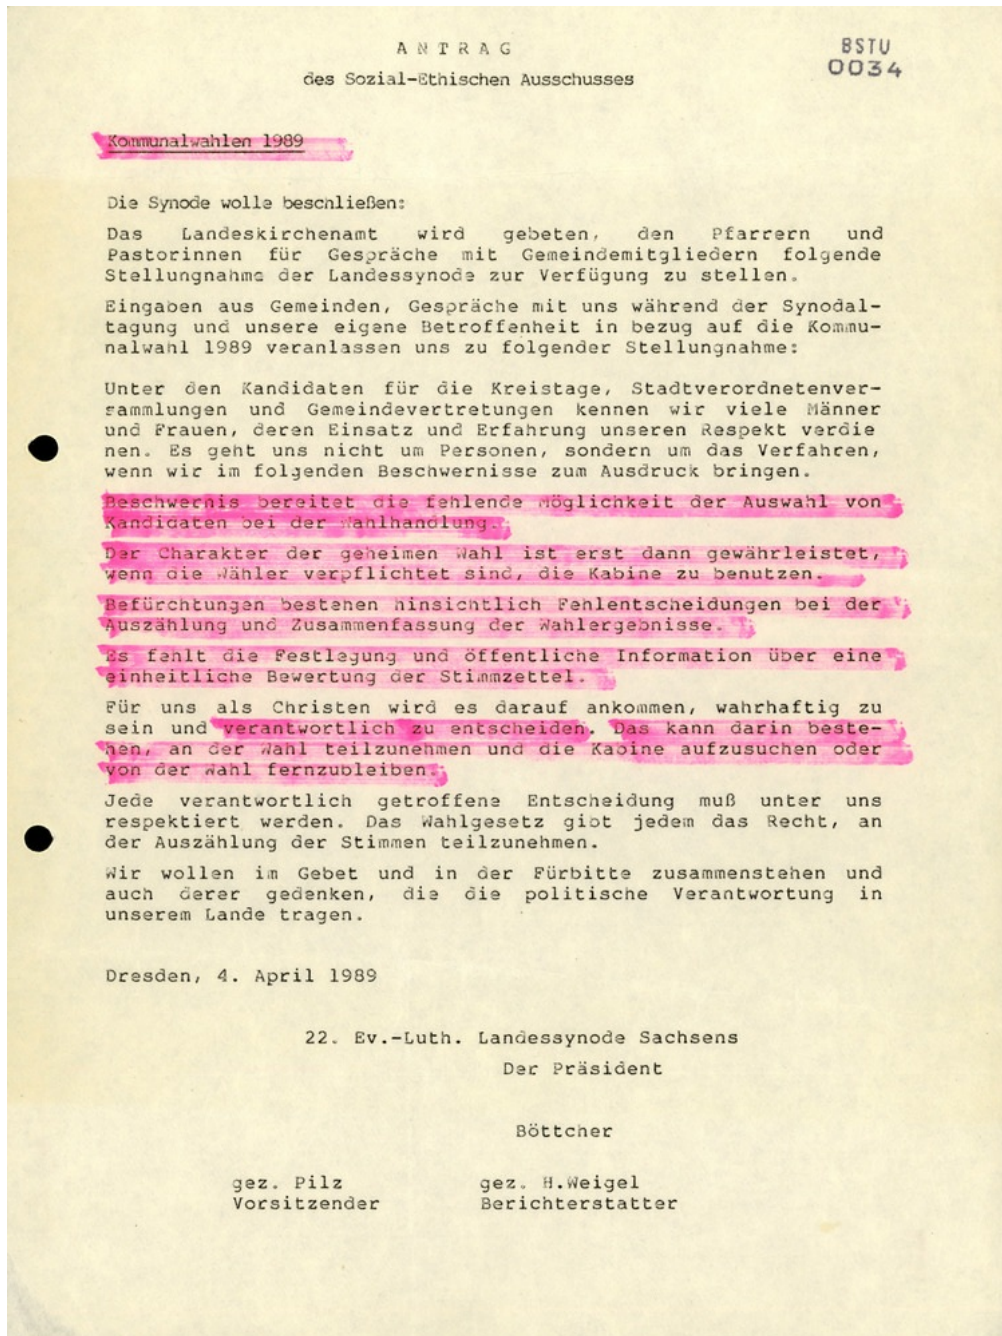 A N T R A G
BSTU
0034
des Sozial-Ethischen Ausschusses
Kommunalwahlen 1989
Die Synode wolle beschließen:
Das Landeskirchenamt wird gebeten, den Pfarrern und
Pastorinnen für Gespräche mit Gemeindemitgliedern folgende
Stellungnahme der Landessynode zur Verfügung zu stellen.
Eingaben aus Gemeinden, Gespräche mit uns während der Synodal-
tagung und unsere eigene Betroffenheit in bezug auf die Kommu-
nalwahl 1989 veranlassen uns zu folgender Stellungnahme:
Unter den Kandidaten für die Kreistage, Stadtverordnetenver-
sammlungen und Gemeindevertretungen kennen wir viele Männer
und Frauen, deren Einsatz und Erfahrung unseren Respekt verdie
nen. Es geht uns nicht um Personen, sondern um das Verfahren,
wenn wir im folgenden Beschwernisse zum Ausdruck bringen.
Beschwernis bereitet die fehlende Möglichkeit der Auswahl von
Kandidaten bei der Wahlhandlung.
Der Charakter der geheimen Wahl ist erst dann gewährleistet,
wenn die Wähler verpflichtet sind, die Kabine zu benutzen.
Befürchtungen bestehen hinsichtlich Fehlentscheidungen bei der
Auszählung und Zusammenfassung der Wahlergebnisse.
Es fehlt die Festlegung und öffentliche Information über eine
einheitliche Bewertung der Stimmzettel.
Für uns als Christen wird es darauf ankommen, wahrhaftig zu
sein und verantwortlich zu entscheiden. Das kann darin beste-
hen, an der Wahl teilzunehmen und die Kabine aufzusuchen oder
von der Wahl fernzubleiben.
Jede verantwortlich getroffene Entscheidung muß unter uns
respektiert werden. Das Wahlgesetz gibt jedem das Recht, an
der Auszählung der Stimmen teilzunehmen.
Wir wollen im Gebet und in der Fürbitte zusammenstehen und
auch derer gedenken, die die politische Verantwortung in
unserem Lande tragen.
Dresden, 4. April 1989
22. Ev.-Luth. Landessynode Sachsens
Der Präsident
Böttcher
gez. Pilz gez. H.Weigel
Vorsitzender Berichterstatter